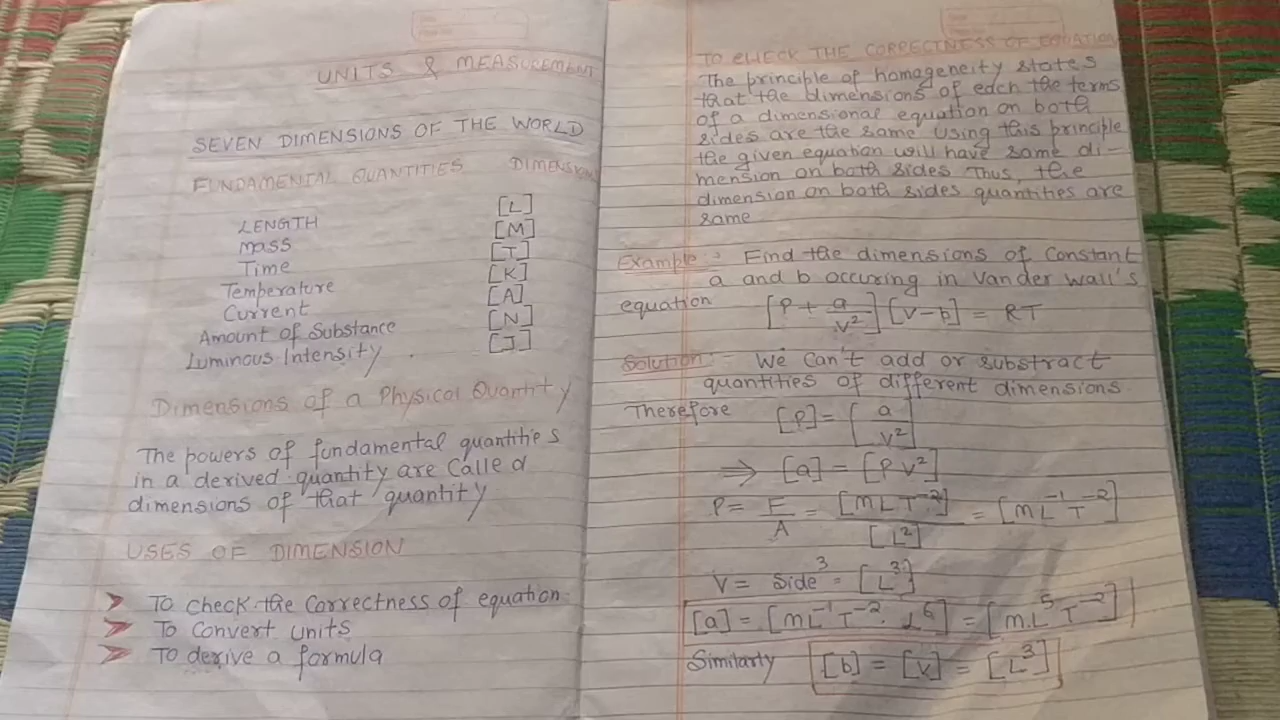 UNITS & MEASUREMENT
SEVEN DIMENSIONS OF THE WORLD
FUNDAMENTAL QUANTITIES DIMENSION
LENGTH [L]
Mass [M]
Time [T]
Temperature [K]
Current [A]
Amount of Substance [N]
Luminous Intensity. [J]
Dimensions of a Physical Quantity
The powers of fundamental quantities
in a derived quantity are called
dimensions of that quantity
USES OF DIMENSION
➤ To check the correctness of equation
➤ To convert units
➤ To derive a formula
TO CHECK THE CORRECTNESS OF EQUATION
The principle of homogeneity states
that the dimensions of each the terms
of a dimensional equation on both
sides are the same. Using this principle
the given equation will have same di-
mension on both sides Thus, the
dimension on both sides quantities are
same
Example:- Find the dimensions of Constant
a and b occuring in Vander Wall's
equation [P + a/V²] [V-b] = RT
Solution:- We can't add or substract
quantities of different dimensions.
Therefore [P] = [a/V²]
⇒ [a] = [PV²]
P = F/A = [MLT⁻²]/[L²] = [ML⁻¹T⁻²]
V = Side³ = [L³]
[a] = [ML⁻¹T⁻². L⁶] = [ML⁵T⁻²]
Similarty [b] = [V] = [L³]